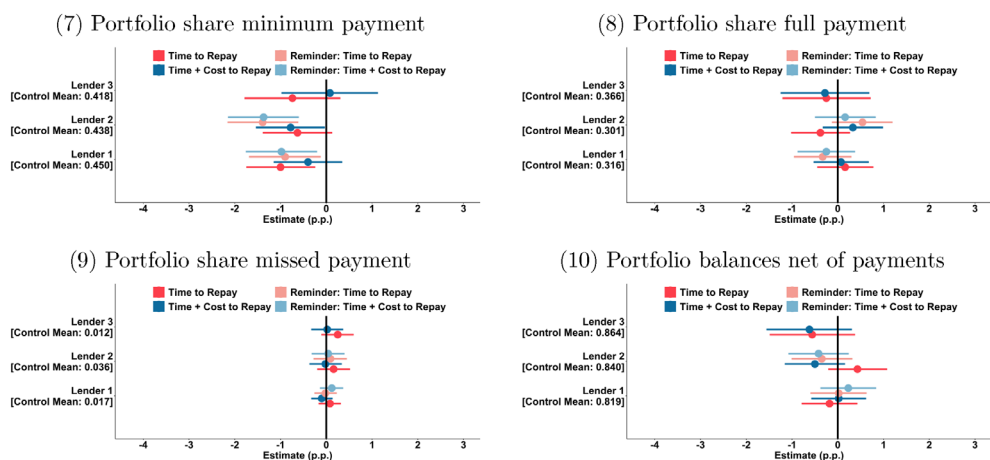 (7) Portfolio share minimum payment
Time to Repay Reminder: Time to Repay
Time + Cost to Repay Reminder: Time + Cost to Repay
Lender 3
[Control Mean: 0.418]
Lender 2
[Control Mean: 0.438]
Lender 1
[Control Mean: 0.450]
-4 -3 -2 -1 0 1 2 3
Estimate (p.p.)
(8) Portfolio share full payment
Time to Repay Reminder: Time to Repay
Time + Cost to Repay Reminder: Time + Cost to Repay
Lender 3
[Control Mean: 0.366]
Lender 2
[Control Mean: 0.301]
Lender 1
[Control Mean: 0.316]
-4 -3 -2 -1 0 1 2 3
Estimate (p.p.)
(9) Portfolio share missed payment
Time to Repay Reminder: Time to Repay
Time + Cost to Repay Reminder: Time + Cost to Repay
Lender 3
[Control Mean: 0.012]
Lender 2
[Control Mean: 0.036]
Lender 1
[Control Mean: 0.017]
-4 -3 -2 -1 0 1 2 3
Estimate (p.p.)
(10) Portfolio balances net of payments
Time to Repay Reminder: Time to Repay
Time + Cost to Repay Reminder: Time + Cost to Repay
Lender 3
[Control Mean: 0.864]
Lender 2
[Control Mean: 0.840]
Lender 1
[Control Mean: 0.819]
-4 -3 -2 -1 0 1 2 3
Estimate (p.p.)